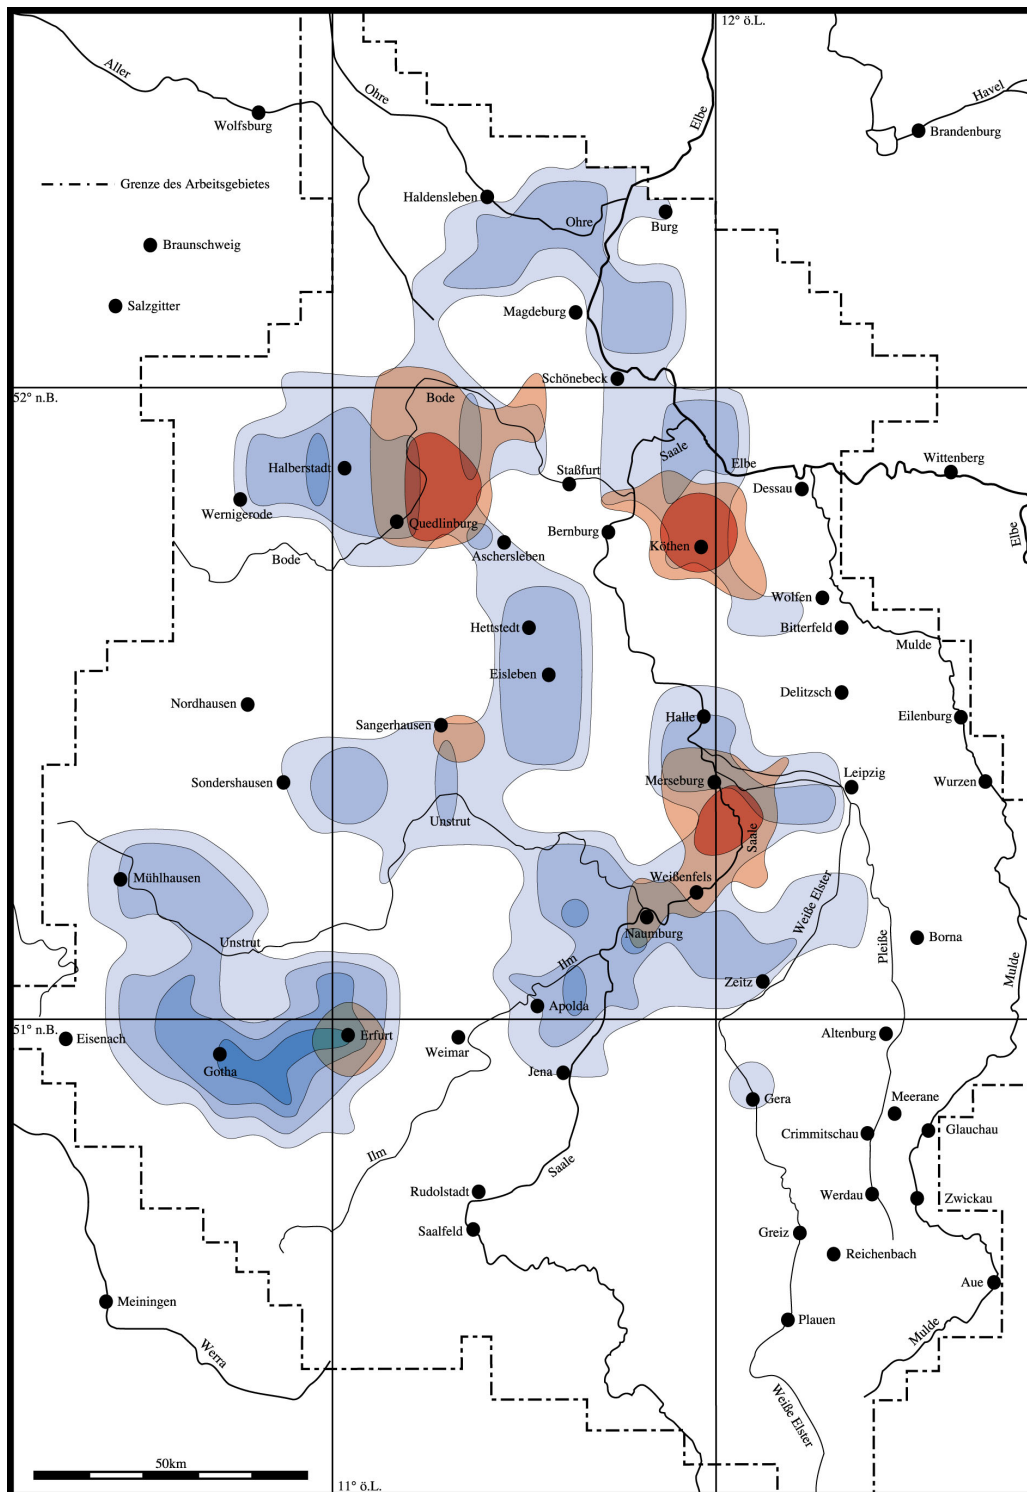 12° ö.L.
Aller
Ohre
Elbe
Havel
Wolfsburg
Brandenburg
Grenze des Arbeitsgebietes
Haldensleben
Ohre
Burg
Braunschweig
Salzgitter
Magdeburg
Schönebeck
52° n.B.
Bode
Saale
Elbe
Halberstadt
Staßfurt
Wittenberg
Dessau
Wernigerode
Quedlinburg
Bernburg
Elbe
Bode
Aschersleben
Köthen
Wolfen
Hettstedt
Bitterfeld
Mulde
Eisleben
Nordhausen
Delitzsch
Sangerhausen
Halle
Eilenburg
Sondershausen
Merseburg
Leipzig
Wurzen
Unstrut
Saale
Mühlhausen
Weißenfels
Weiße Elster
Unstrut
Naumburg
Pleiße
Borna
Ilm
Zeitz
Mulde
Apolda
51° n.B.
Eisenach
Erfurt
Weimar
Altenburg
Gotha
Jena
Gera
Meerane
Crimmitschau
Glauchau
Ilm
Saale
Rudolstadt
Werdau
Zwickau
Saalfeld
Greiz
Reichenbach
Aue
Meiningen
Plauen
Mulde
Werra
Weiße Elster
50km
11° ö.L.